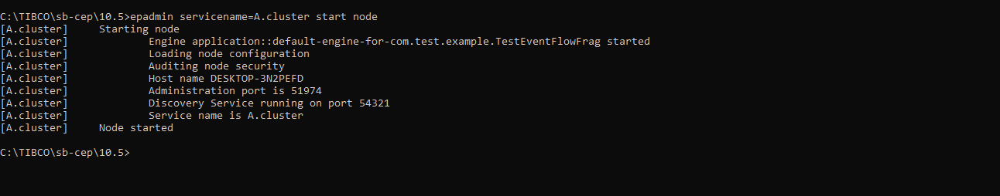 C:\TIBCO\sb-cep\10.5>epadmin servicename=A.cluster start node
[A.cluster]     Starting node
[A.cluster]             Engine application::default-engine-for-com.test.example.TestEventFlowFrag started
[A.cluster]             Loading node configuration
[A.cluster]             Auditing node security
[A.cluster]             Host name DESKTOP-3N2PEFD
[A.cluster]             Administration port is 51974
[A.cluster]             Discovery Service running on port 54321
[A.cluster]             Service name is A.cluster
[A.cluster]     Node started
C:\TIBCO\sb-cep\10.5>